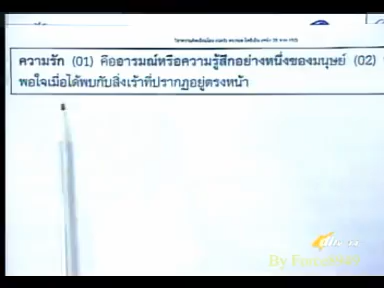 ความรัก (01) คืออารมณ์หรือความรู้สึกอย่างหนึ่งของมนุษย์ (02)
พอใจเมื่อได้พบกับสิ่งเร้าที่ปรากฏอยู่ตรงหน้า